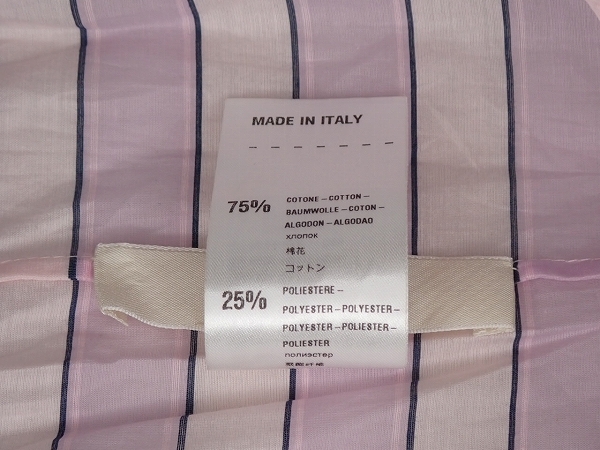 MADE IN ITALY
75% COTONE–COTTON–
BAUMWOLLE–COTON–
ALGODON–ALGODAO
хлопок
棉花
コットン
25% POLIESTERE–
POLYESTER–POLYESTER–
POLYESTER–POLIESTER–
POLIESTER
полиэстер